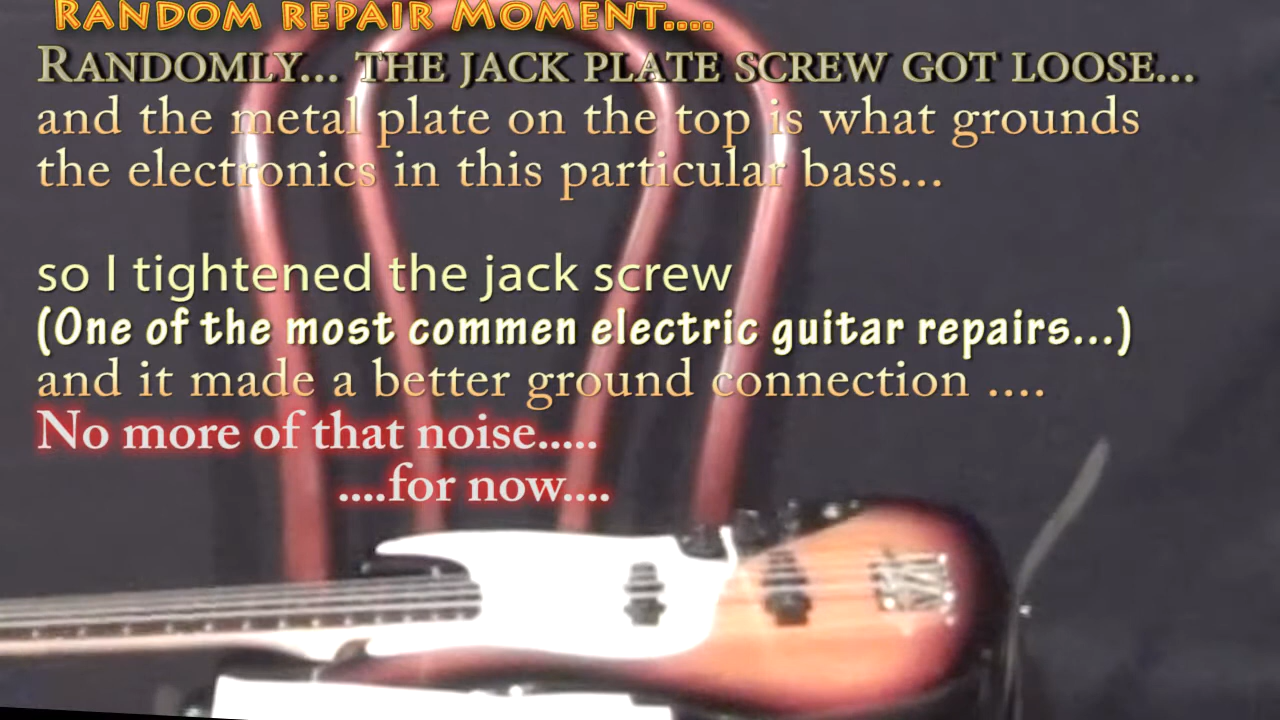 Random repair Moment....
Randomly... the jack plate screw got loose...
and the metal plate on the top is what grounds
the electronics in this particular bass...
so I tightened the jack screw
(One of the most commen electric guitar repairs...)
and it made a better ground connection ....
No more of that noise.....
....for now....